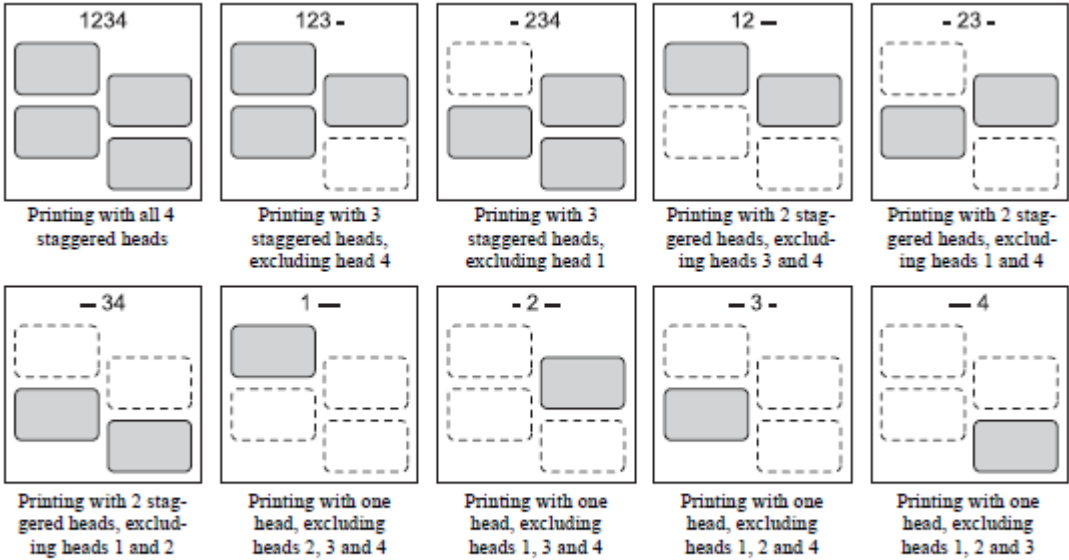 1234
123 -
- 234
12 —
- 23 -
Printing with all 4
staggered heads
Printing with 3
staggered heads,
excluding head 4
Printing with 3
staggered heads,
excluding head 1
Printing with 2 stag-
gered heads, exclud-
ing heads 3 and 4
Printing with 2 stag-
gered heads, exclud-
ing heads 1 and 4
— 34
1 —
- 2 —
— 3 -
— 4
Printing with 2 stag-
gered heads, exclud-
ing heads 1 and 2
Printing with one
head, excluding
heads 2, 3 and 4
Printing with one
head, excluding
heads 1, 3 and 4
Printing with one
head, excluding
heads 1, 2 and 4
Printing with one
head, excluding
heads 1, 2 and 3